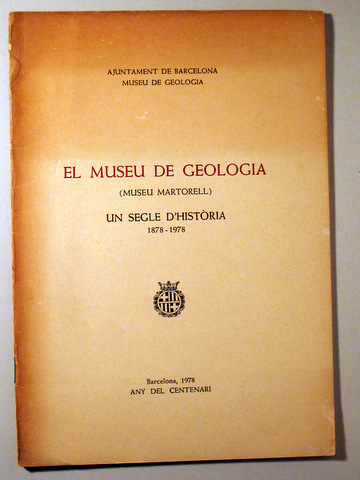 AJUNTAMENT DE BARCELONA
MUSEU DE GEOLOGIA
EL MUSEU DE GEOLOGIA
(MUSEU MARTORELL)
UN SEGLE D'HISTÒRIA
1878-1978
Barcelona, 1978
ANY DEL CENTENARI